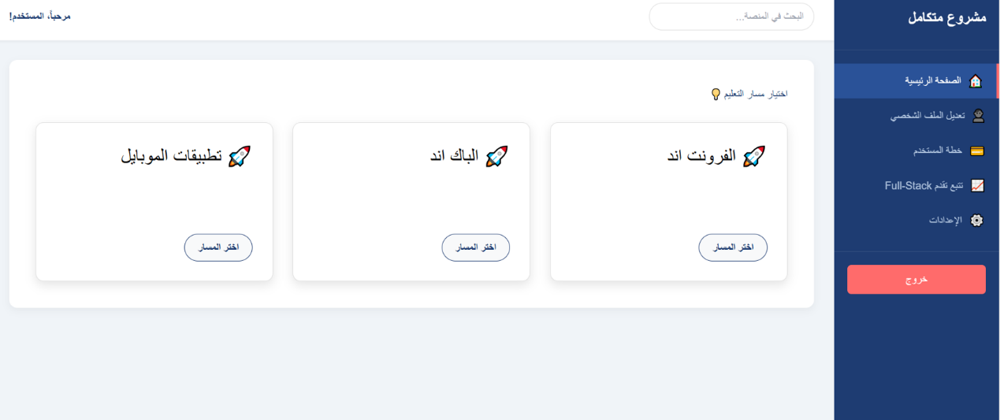 مشروع متكامل
الصفحة الرئيسية
تعديل الملف الشخصي
خطة المستخدم
تتبع تقدم Full-Stack
الإعدادات
خروج
البحث في المنصة...
مرحباً، المستخدم!
اختيار مسار التعليم
الفرونت اند
اختر المسار
الباك اند
اختر المسار
تطبيقات الموبايل
اختر المسار